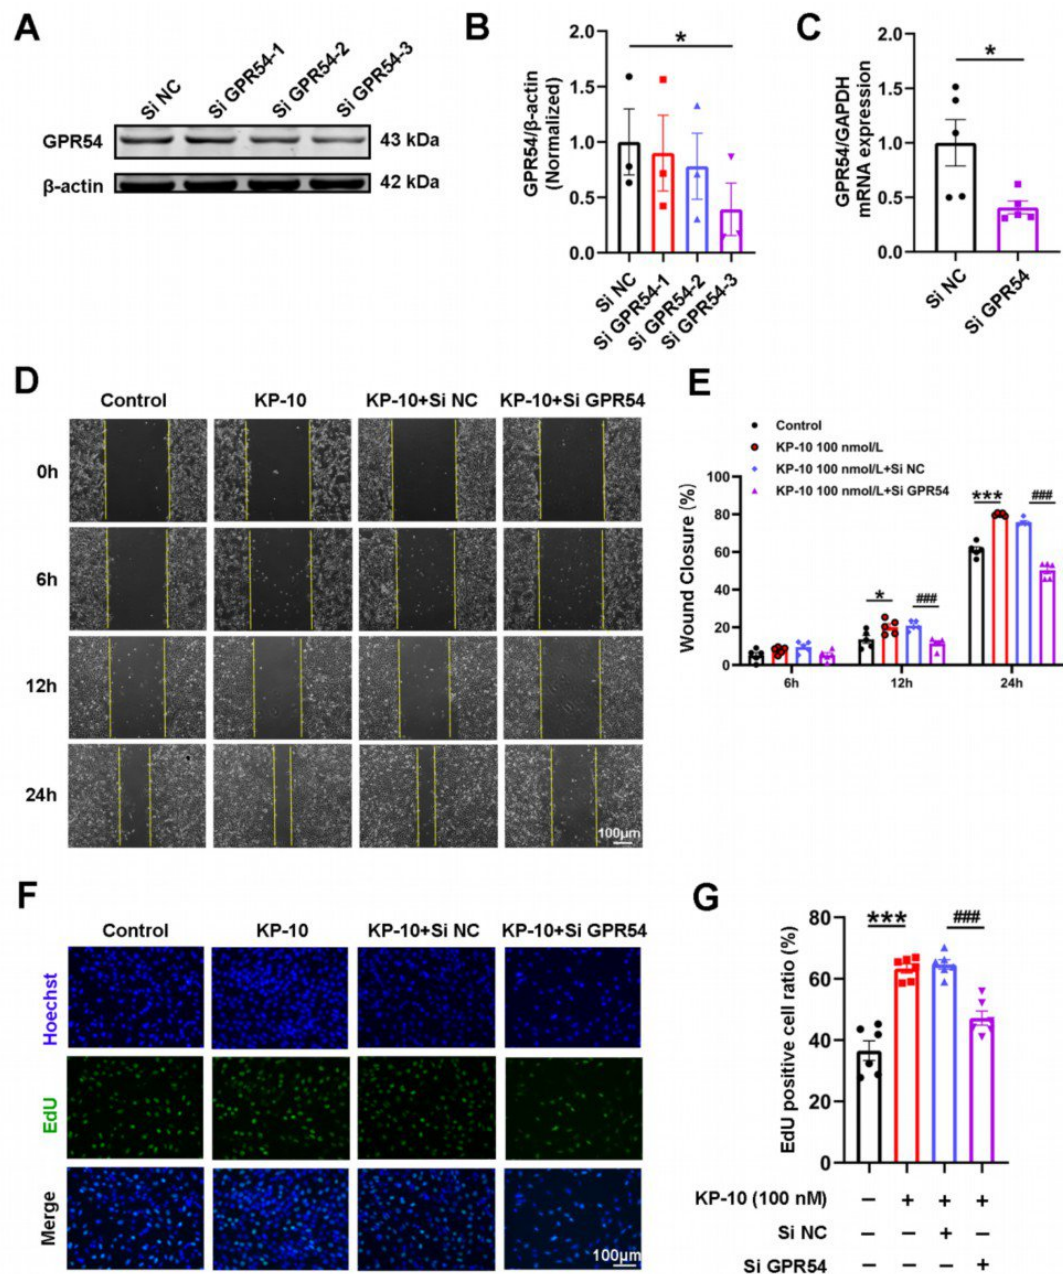 A
Si NC
Si GPR54-1
Si GPR54-2
Si GPR54-3
GPR54
43 kDa
β-actin
42 kDa
B
GPR54/β-actin
(Normalized)
2.0
1.5
1.0
0.5
0.0
*
Si NC
Si GPR54-1
Si GPR54-2
Si GPR54-3
C
GPR54/GAPDH
mRNA expression
2.0
1.5
1.0
0.5
0.0
*
Si NC
Si GPR54
D
Control
KP-10
KP-10+Si NC
KP-10+Si GPR54
0h
6h
12h
24h
100μm
E
Control
KP-10 100 nmol/L
KP-10 100 nmol/L+Si NC
KP-10 100 nmol/L+Si GPR54
Wound Closure (%)
100
80
60
40
20
0
*
###
***
###
6h
12h
24h
F
Control
KP-10
KP-10+Si NC
KP-10+Si GPR54
Hoechst
EdU
Merge
100μm
G
EdU positive cell ratio (%)
80
60
40
20
0
***
###
KP-10 (100 nM) – + + +
Si NC – – + –
Si GPR54 – – – +